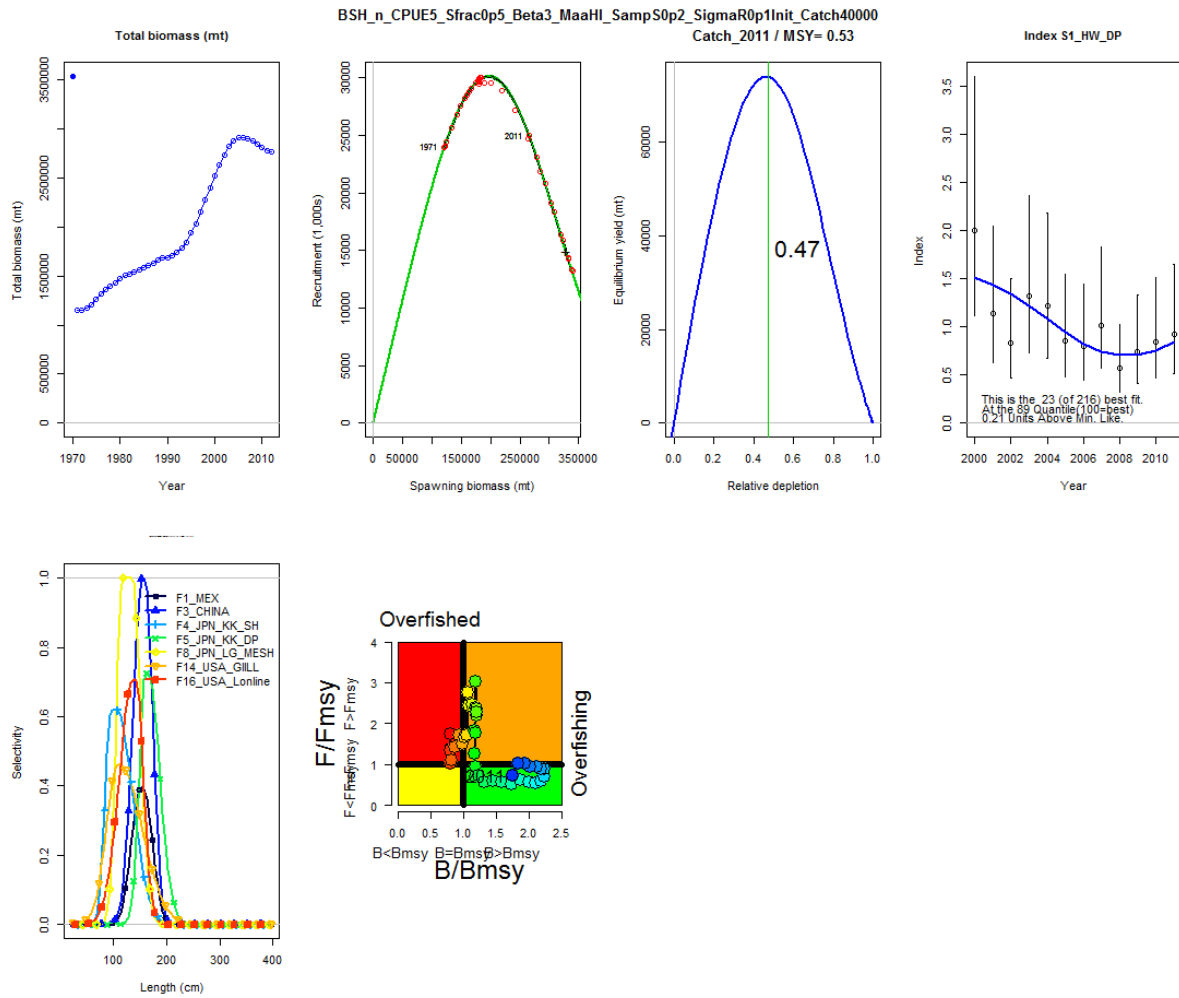 BSH_n_CPUE5_Sfrac0p5_Beta3_MaaHI_SampS0p2_SigmaR0p1Init_Catch40000
Total biomass (mt)
Catch_2011 / MSY= 0.53
Index S1_HW_DP
Total biomass (mt)
3500000
2500000
1500000
500000
0
1970 1980 1990 2000 2010
Year
Recruitment (1,000s)
30000
25000
20000
15000
10000
5000
0
1971
2011
0 50000 150000 250000 350000
Spawning biomass (mt)
Equilibrium yield (mt)
60000
40000
20000
0
0.47
0.0 0.2 0.4 0.6 0.8 1.0
Relative depletion
Index
3.5
3.0
2.5
2.0
1.5
1.0
0.5
0.0
This is the 23 (of 216) best fit.
At the 89 Quantile(100=best)
0.21 Units Above Min. Like.
2000 2002 2004 2006 2008 2010
Year
Selectivity
1.0
0.8
0.6
0.4
0.2
0.0
F1_MEX
F3_CHINA
F4_JPN_KK_SH
F5_JPN_KK_DP
F8_JPN_LG_MESH
F14_USA_GIILL
F16_USA_Lonline
100 200 300 400
Length (cm)
Overfished
Overfishing
F/Fmsy
F>Fmsy
F<Fmsy
4
3
2
1
0
2011
0.0 0.5 1.0 1.5 2.0 2.5
B<Bmsy B=Bmsy B>Bmsy
B/Bmsy